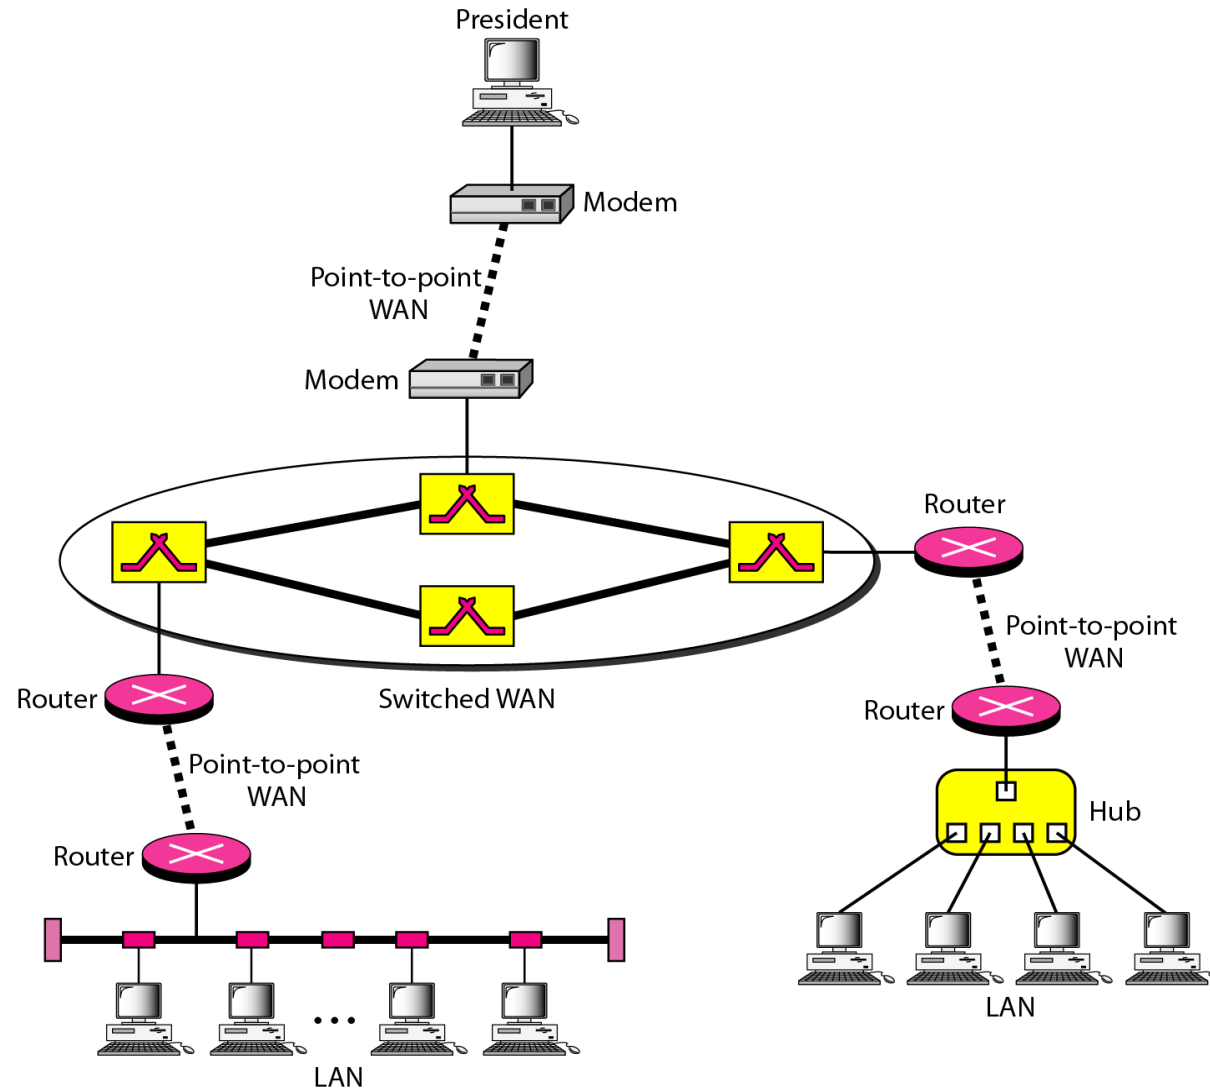 President
Modem
Point-to-point
WAN
Modem
Router
Point-to-point
WAN
Router
Switched WAN
Router
Point-to-point
WAN
Router
Hub
LAN
LAN